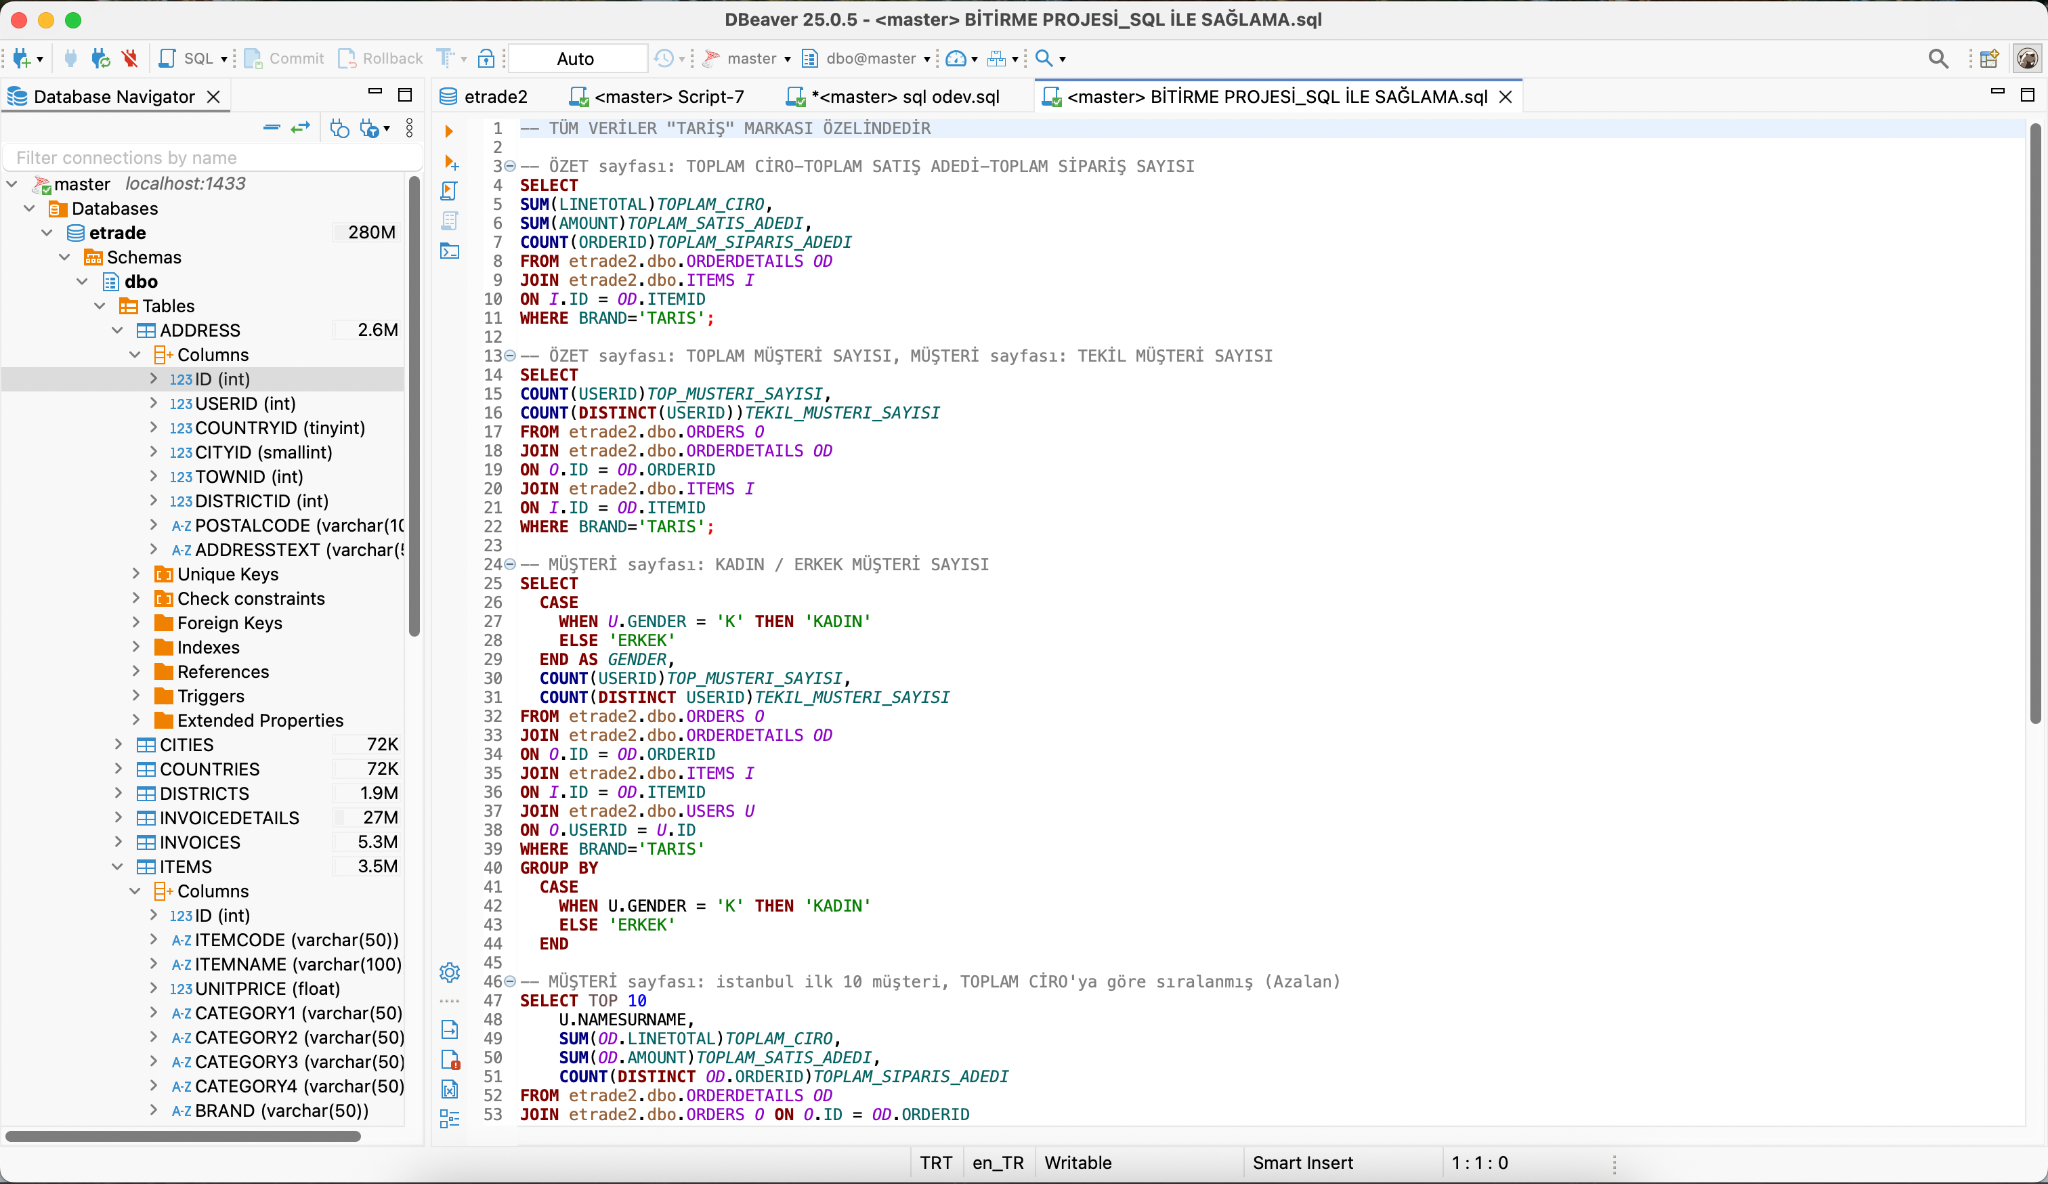 DBeaver 25.0.5 - <master> BİTİRME PROJESİ_SQL İLE SAĞLAMA.sql
SQL Commit Rollback Auto master dbo@master
Database Navigator
etrade2 <master> Script-7 *<master> sql odev.sql <master> BİTİRME PROJESİ_SQL İLE SAĞLAMA.sql
Filter connections by name
master localhost:1433
Databases
etrade 280M
Schemas
dbo
Tables
ADDRESS 2.6M
Columns
123 ID (int)
123 USERID (int)
123 COUNTRYID (tinyint)
123 CITYID (smallint)
123 TOWNID (int)
123 DISTRICTID (int)
A-Z POSTALCODE (varchar(10
A-Z ADDRESSTEXT (varchar(
Unique Keys
Check constraints
Foreign Keys
Indexes
References
Triggers
Extended Properties
CITIES 72K
COUNTRIES 72K
DISTRICTS 1.9M
INVOICEDETAILS 27M
INVOICES 5.3M
ITEMS 3.5M
Columns
123 ID (int)
A-Z ITEMCODE (varchar(50))
A-Z ITEMNAME (varchar(100)
123 UNITPRICE (float)
A-Z CATEGORY1 (varchar(50)
A-Z CATEGORY2 (varchar(50)
A-Z CATEGORY3 (varchar(50)
A-Z CATEGORY4 (varchar(50)
A-Z BRAND (varchar(50))
1 -- TÜM VERİLER "TARİŞ" MARKASI ÖZELİNDEDİR
2
3 -- ÖZET sayfası: TOPLAM CİRO-TOPLAM SATIŞ ADEDİ-TOPLAM SİPARİŞ SAYISI
4 SELECT
5 SUM(LINETOTAL)TOPLAM_CIRO,
6 SUM(AMOUNT)TOPLAM_SATIS_ADEDI,
7 COUNT(ORDERID)TOPLAM_SIPARIS_ADEDI
8 FROM etrade2.dbo.ORDERDETAILS OD
9 JOIN etrade2.dbo.ITEMS I
10 ON I.ID = OD.ITEMID
11 WHERE BRAND='TARIS';
12
13 -- ÖZET sayfası: TOPLAM MÜŞTERİ SAYISI, MÜŞTERİ sayfası: TEKİL MÜŞTERİ SAYISI
14 SELECT
15 COUNT(USERID)TOP_MUSTERI_SAYISI,
16 COUNT(DISTINCT(USERID))TEKIL_MUSTERI_SAYISI
17 FROM etrade2.dbo.ORDERS O
18 JOIN etrade2.dbo.ORDERDETAILS OD
19 ON O.ID = OD.ORDERID
20 JOIN etrade2.dbo.ITEMS I
21 ON I.ID = OD.ITEMID
22 WHERE BRAND='TARIS';
23
24 -- MÜŞTERİ sayfası: KADIN / ERKEK MÜŞTERİ SAYISI
25 SELECT
26 CASE
27 WHEN U.GENDER = 'K' THEN 'KADIN'
28 ELSE 'ERKEK'
29 END AS GENDER,
30 COUNT(USERID)TOP_MUSTERI_SAYISI,
31 COUNT(DISTINCT USERID)TEKIL_MUSTERI_SAYISI
32 FROM etrade2.dbo.ORDERS O
33 JOIN etrade2.dbo.ORDERDETAILS OD
34 ON O.ID = OD.ORDERID
35 JOIN etrade2.dbo.ITEMS I
36 ON I.ID = OD.ITEMID
37 JOIN etrade2.dbo.USERS U
38 ON O.USERID = U.ID
39 WHERE BRAND='TARIS'
40 GROUP BY
41 CASE
42 WHEN U.GENDER = 'K' THEN 'KADIN'
43 ELSE 'ERKEK'
44 END
45
46 -- MÜŞTERİ sayfası: istanbul ilk 10 müşteri, TOPLAM CİRO'ya göre sıralanmış (Azalan)
47 SELECT TOP 10
48 U.NAMESURNAME,
49 SUM(OD.LINETOTAL)TOPLAM_CIRO,
50 SUM(OD.AMOUNT)TOPLAM_SATIS_ADEDI,
51 COUNT(DISTINCT OD.ORDERID)TOPLAM_SIPARIS_ADEDI
52 FROM etrade2.dbo.ORDERDETAILS OD
53 JOIN etrade2.dbo.ORDERS O ON O.ID = OD.ORDERID
TRT en_TR Writable Smart Insert 1 : 1 : 0